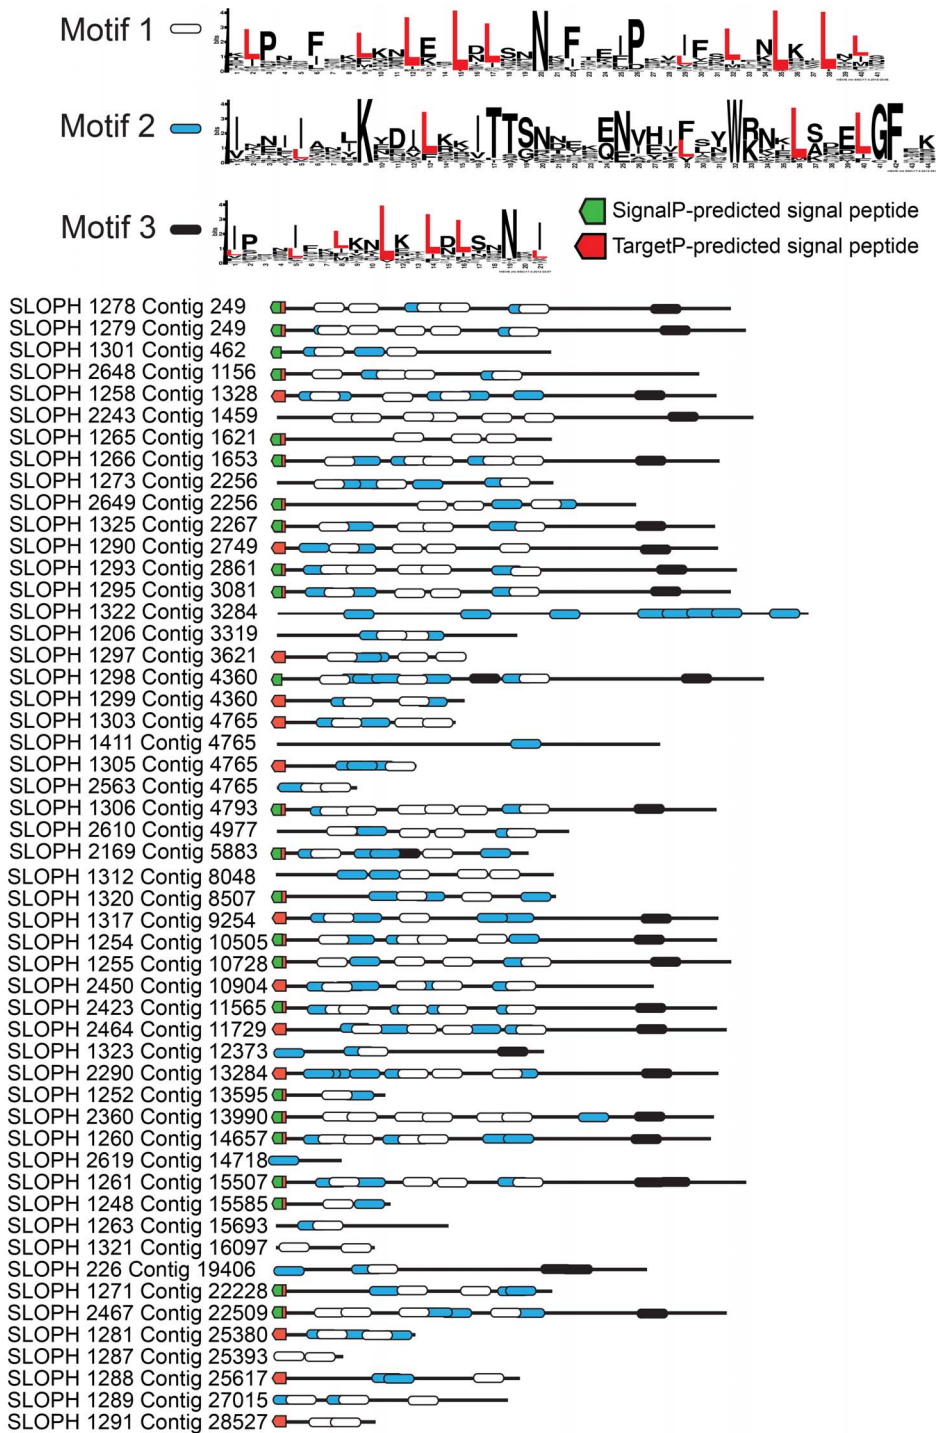 Motif 1
Motif 2
Motif 3
SignalP-predicted signal peptide
TargetP-predicted signal peptide
SLOPH 1278 Contig 249
SLOPH 1279 Contig 249
SLOPH 1301 Contig 462
SLOPH 2648 Contig 1156
SLOPH 1258 Contig 1328
SLOPH 2243 Contig 1459
SLOPH 1265 Contig 1621
SLOPH 1266 Contig 1653
SLOPH 1273 Contig 2256
SLOPH 2649 Contig 2256
SLOPH 1325 Contig 2267
SLOPH 1290 Contig 2749
SLOPH 1293 Contig 2861
SLOPH 1295 Contig 3081
SLOPH 1322 Contig 3284
SLOPH 1206 Contig 3319
SLOPH 1297 Contig 3621
SLOPH 1298 Contig 4360
SLOPH 1299 Contig 4360
SLOPH 1303 Contig 4765
SLOPH 1411 Contig 4765
SLOPH 1305 Contig 4765
SLOPH 2563 Contig 4765
SLOPH 1306 Contig 4793
SLOPH 2610 Contig 4977
SLOPH 2169 Contig 5883
SLOPH 1312 Contig 8048
SLOPH 1320 Contig 8507
SLOPH 1317 Contig 9254
SLOPH 1254 Contig 10505
SLOPH 1255 Contig 10728
SLOPH 2450 Contig 10904
SLOPH 2423 Contig 11565
SLOPH 2464 Contig 11729
SLOPH 1323 Contig 12373
SLOPH 2290 Contig 13284
SLOPH 1252 Contig 13595
SLOPH 2360 Contig 13990
SLOPH 1260 Contig 14657
SLOPH 2619 Contig 14718
SLOPH 1261 Contig 15507
SLOPH 1248 Contig 15585
SLOPH 1263 Contig 15693
SLOPH 1321 Contig 16097
SLOPH 226 Contig 19406
SLOPH 1271 Contig 22228
SLOPH 2467 Contig 22509
SLOPH 1281 Contig 25380
SLOPH 1287 Contig 25393
SLOPH 1288 Contig 25617
SLOPH 1289 Contig 27015
SLOPH 1291 Contig 28527